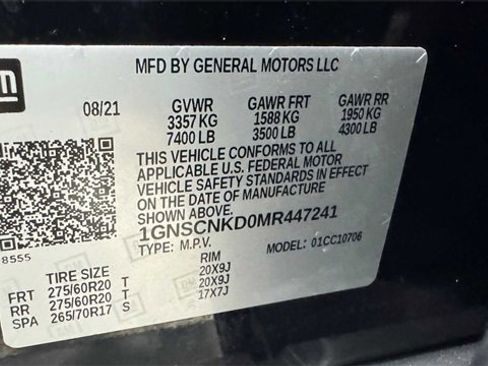 gm
MFD BY GENERAL MOTORS LLC
08/21 GVWR GAWR FRT GAWR RR
3357 KG 1588 KG 1950 KG
7400 LB 3500 LB 4300 LB
THIS VEHICLE CONFORMS TO ALL
APPLICABLE U.S. FEDERAL MOTOR
VEHICLE SAFETY STANDARDS IN EFFECT
ON THE DATE OF MANUFACTURE
SHOWN ABOVE.
1GNSCNKD0MR447241
8555
TYPE: M.P.V. MODEL: 01CC10706
TIRE SIZE RIM
FRT 275/60R20 T 20X9J
RR 275/60R20 T 20X9J
SPA 265/70R17 S 17X7J